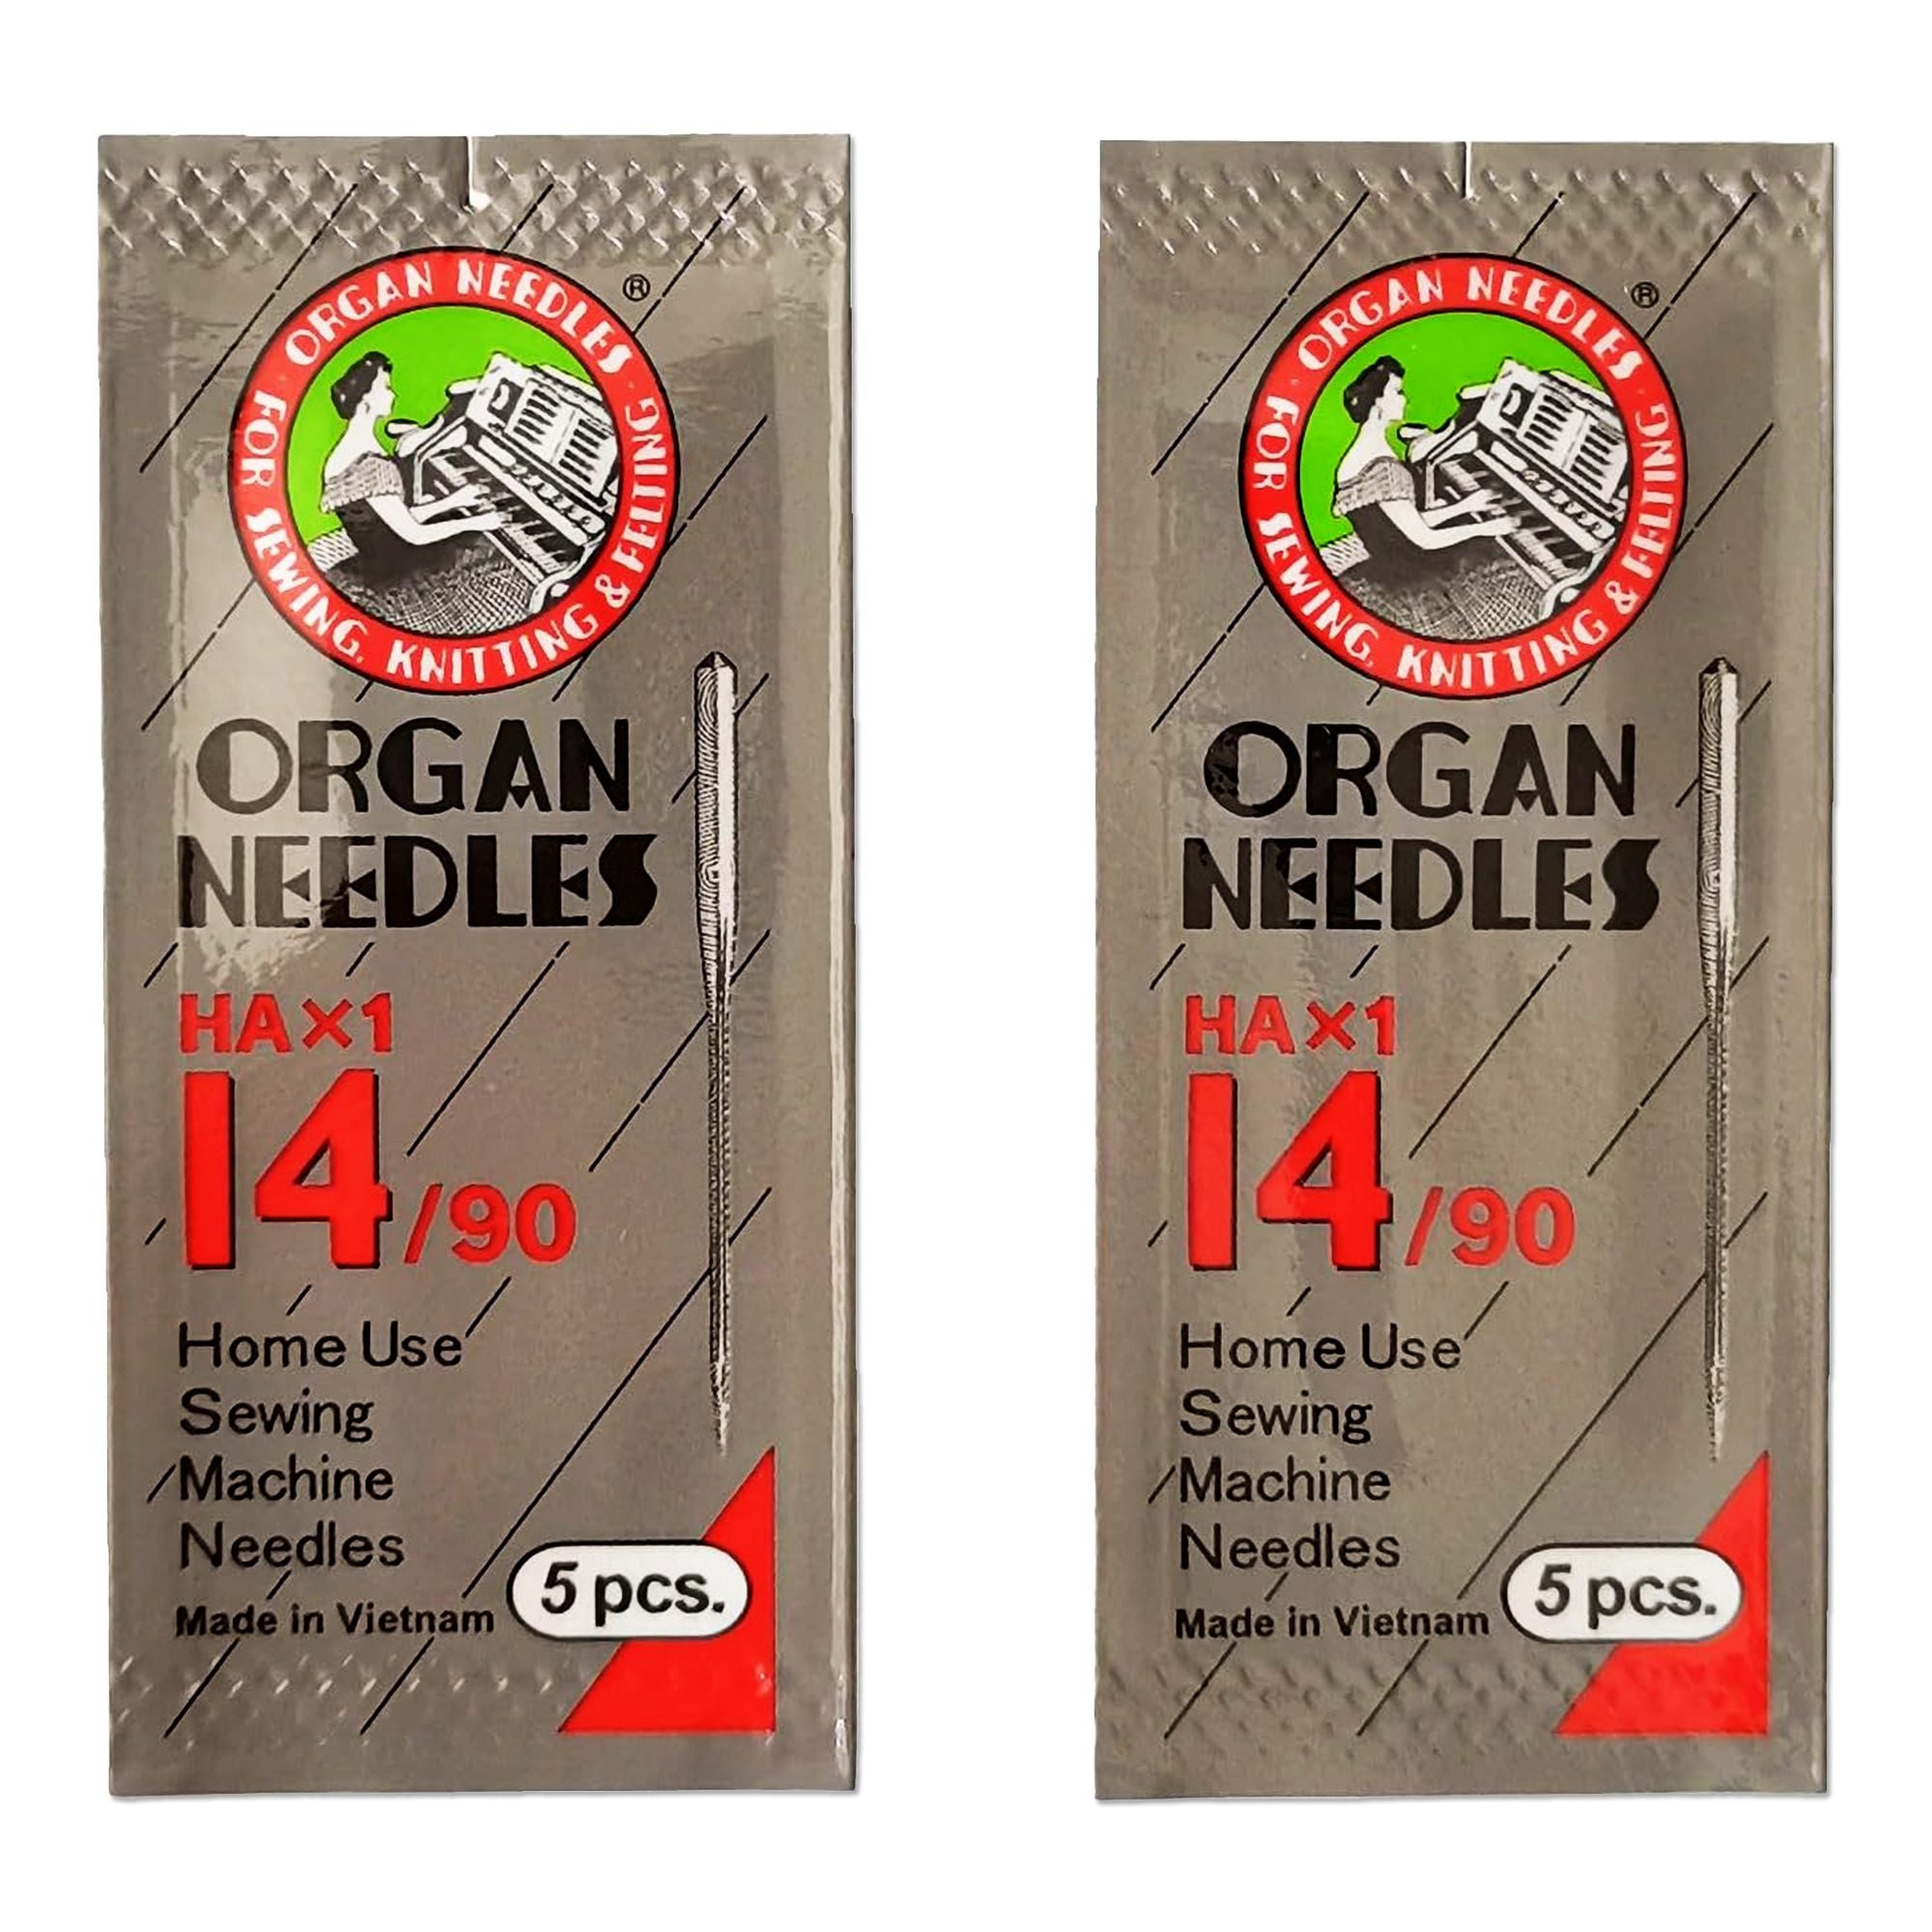 ORGAN NEEDLES ®
FOR SEWING, KNITTING & FELTING
ORGAN
NEEDLES
HA×1
14/90
Home Use
Sewing
Machine
Needles
Made in Vietnam
5 pcs.
ORGAN NEEDLES ®
FOR SEWING, KNITTING & FELTING
ORGAN
NEEDLES
HA×1
14/90
Home Use
Sewing
Machine
Needles
Made in Vietnam
5 pcs.